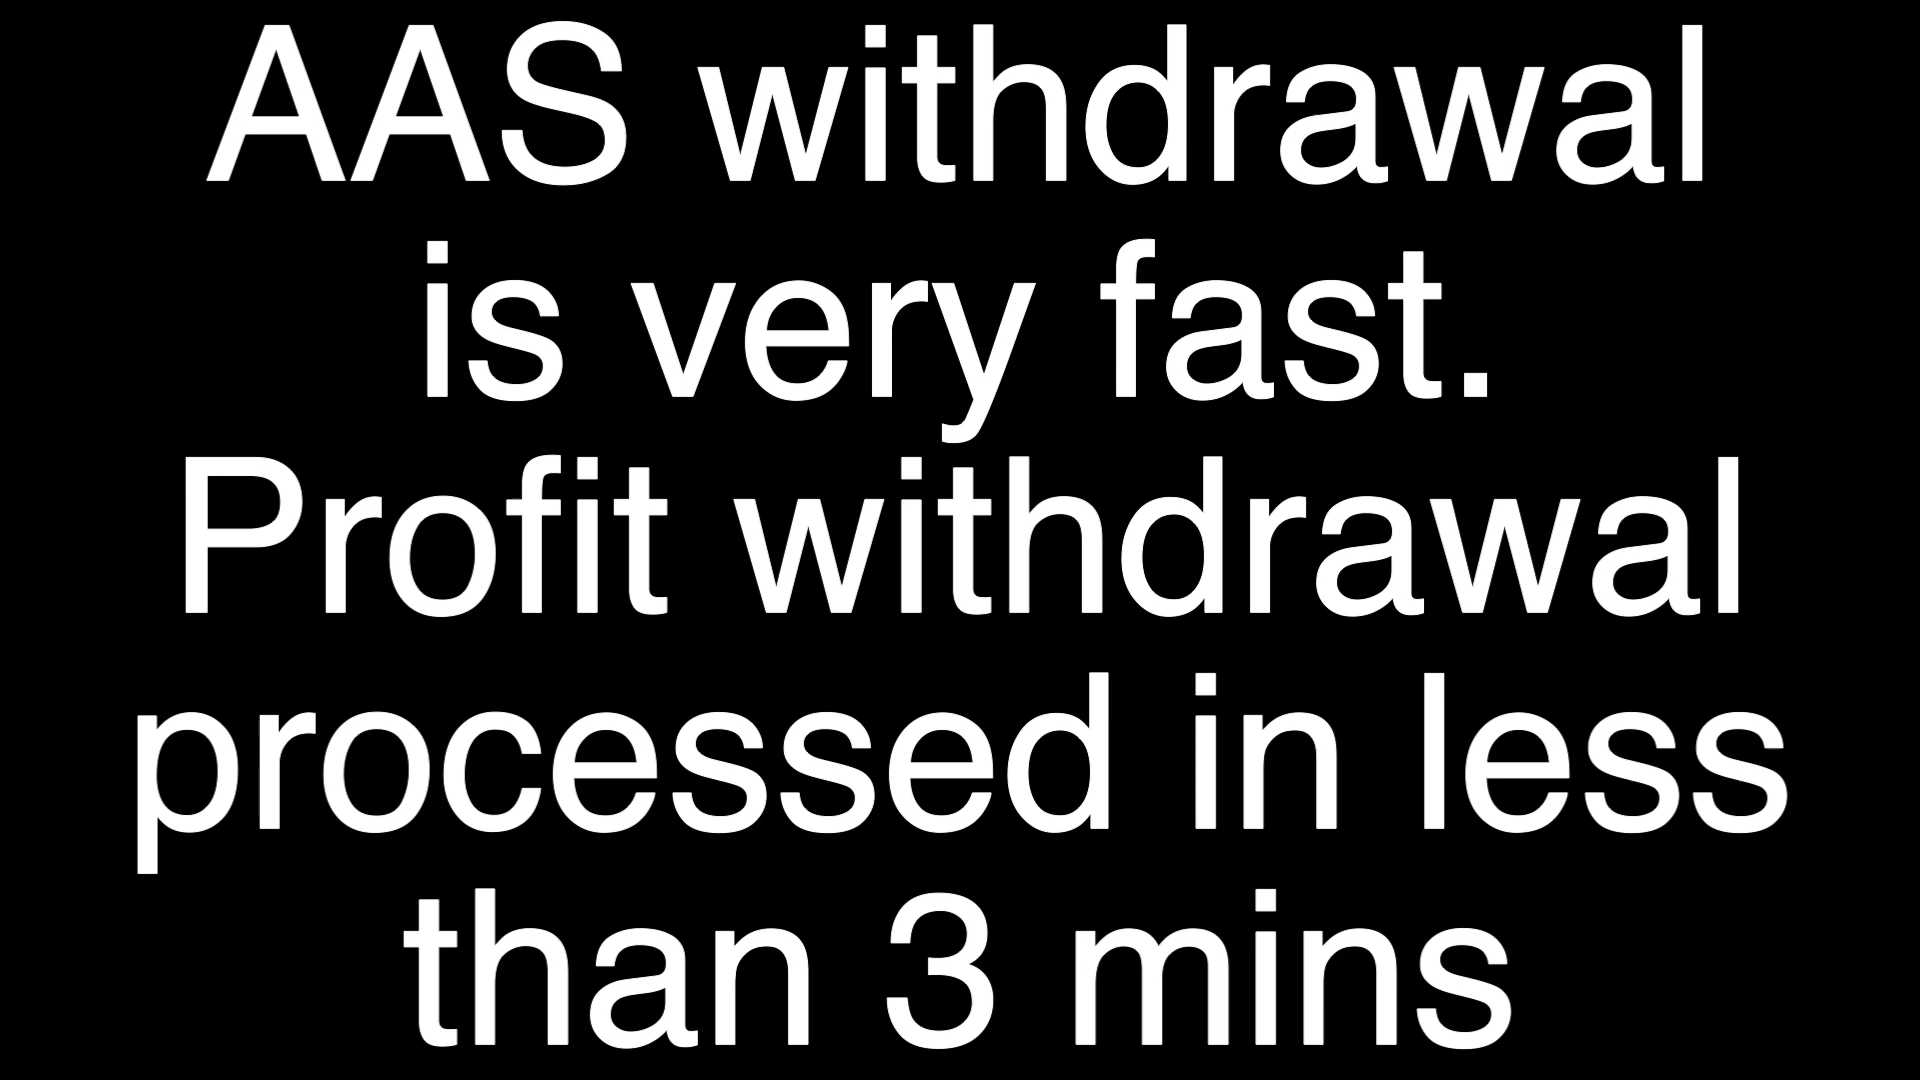 AAS withdrawal
is very fast.
Profit withdrawal
processed in less
than 3 mins